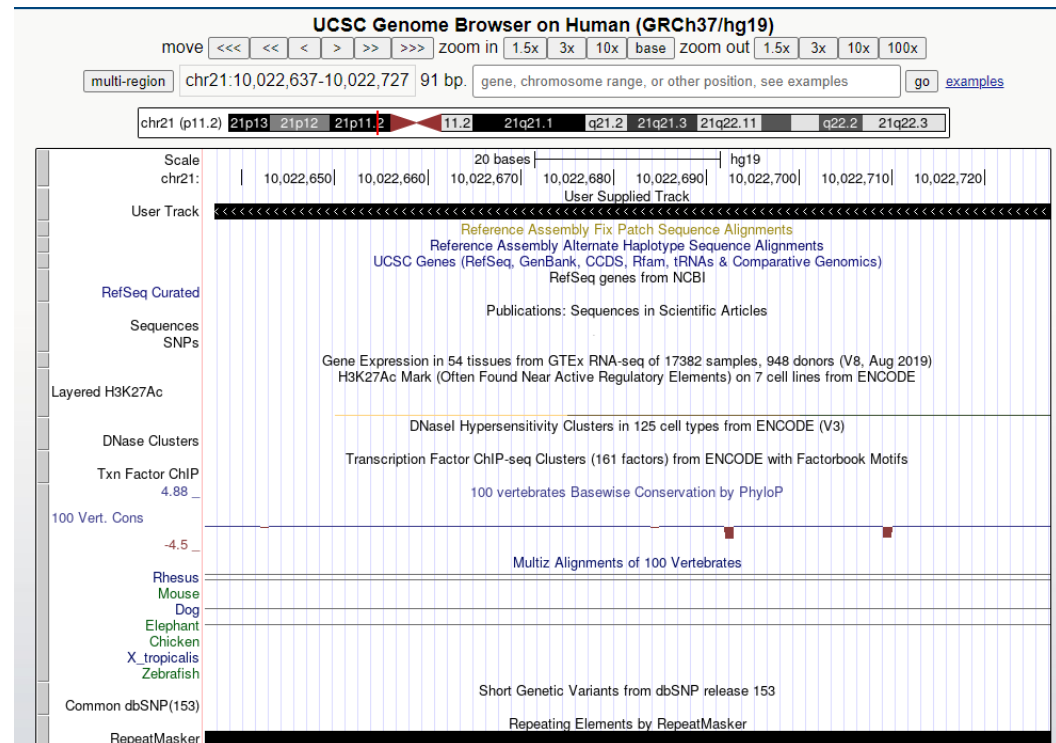 UCSC Genome Browser on Human (GRCh37/hg19)
move <<< << < > >> >>> zoom in 1.5x 3x 10x base zoom out 1.5x 3x 10x 100x
multi-region chr21:10,022,637-10,022,727 91 bp. gene, chromosome range, or other position, see examples go examples
chr21 (p11.2) 21p13 21p12 21p11.2 11.2 21q21.1 q21.2 21q21.3 21q22.11 q22.2 21q22.3
Scale 20 bases hg19
chr21: 10,022,650 10,022,660 10,022,670 10,022,680 10,022,690 10,022,700 10,022,710 10,022,720
User Supplied Track
User Track
Reference Assembly Fix Patch Sequence Alignments
Reference Assembly Alternate Haplotype Sequence Alignments
UCSC Genes (RefSeq, GenBank, CCDS, Rfam, tRNAs & Comparative Genomics)
RefSeq genes from NCBI
RefSeq Curated
Publications: Sequences in Scientific Articles
Sequences
SNPs
Gene Expression in 54 tissues from GTEx RNA-seq of 17382 samples, 948 donors (V8, Aug 2019)
H3K27Ac Mark (Often Found Near Active Regulatory Elements) on 7 cell lines from ENCODE
Layered H3K27Ac
DNaseI Hypersensitivity Clusters in 125 cell types from ENCODE (V3)
DNase Clusters
Transcription Factor ChIP-seq Clusters (161 factors) from ENCODE with Factorbook Motifs
Txn Factor ChIP
4.88 _ 100 vertebrates Basewise Conservation by PhyloP
100 Vert. Cons
-4.5 _
Multiz Alignments of 100 Vertebrates
Rhesus
Mouse
Dog
Elephant
Chicken
X_tropicalis
Zebrafish
Short Genetic Variants from dbSNP release 153
Common dbSNP(153)
Repeating Elements by RepeatMasker
RepeatMasker